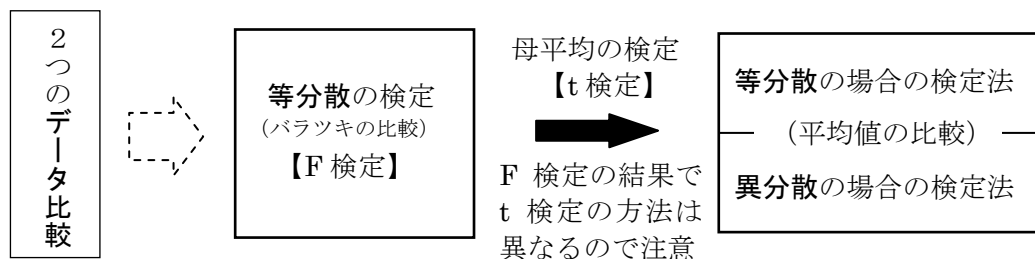 2つのデータ比較
等分散の検定
（バラツキの比較）
【F 検定】
母平均の検定
【t 検定】
F 検定の結果で
t 検定の方法は
異なるので注意
等分散の場合の検定法
（平均値の比較）
異分散の場合の検定法